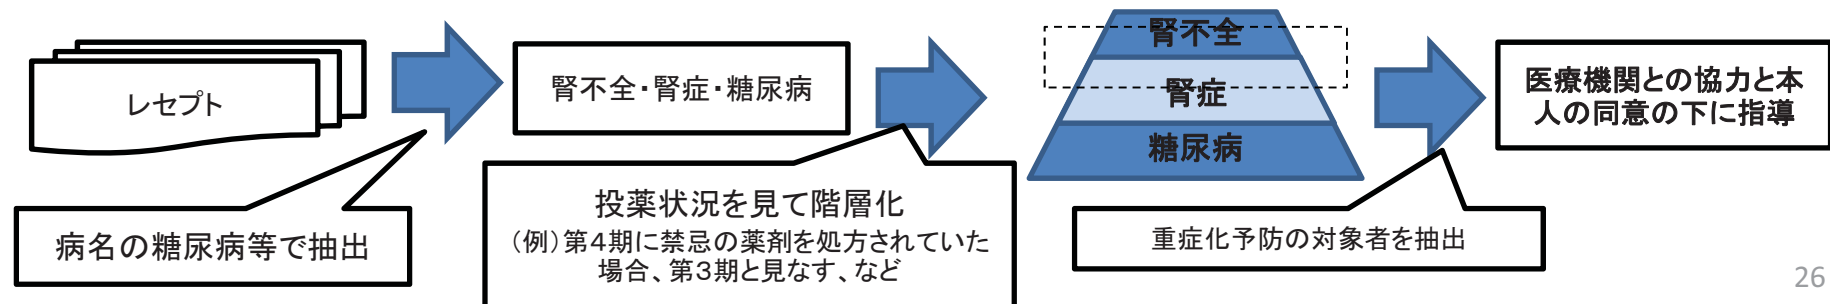 レセプト
病名の糖尿病等で抽出
腎不全・腎症・糖尿病
投薬状況を見て階層化
（例）第４期に禁忌の薬剤を処方されていた
場合、第３期と見なす、など
腎不全
腎症
糖尿病
重症化予防の対象者を抽出
医療機関との協力と本
人の同意の下に指導
26